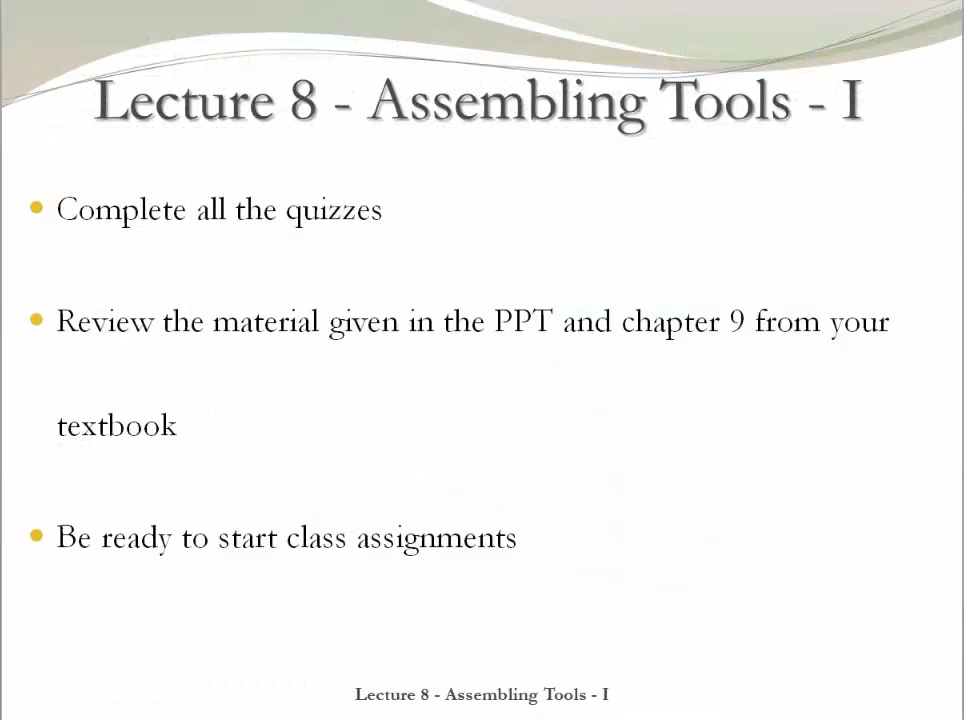 Lecture 8 - Assembling Tools - I
• Complete all the quizzes
• Review the material given in the PPT and chapter 9 from your
textbook
• Be ready to start class assignments
Lecture 8 - Assembling Tools - I